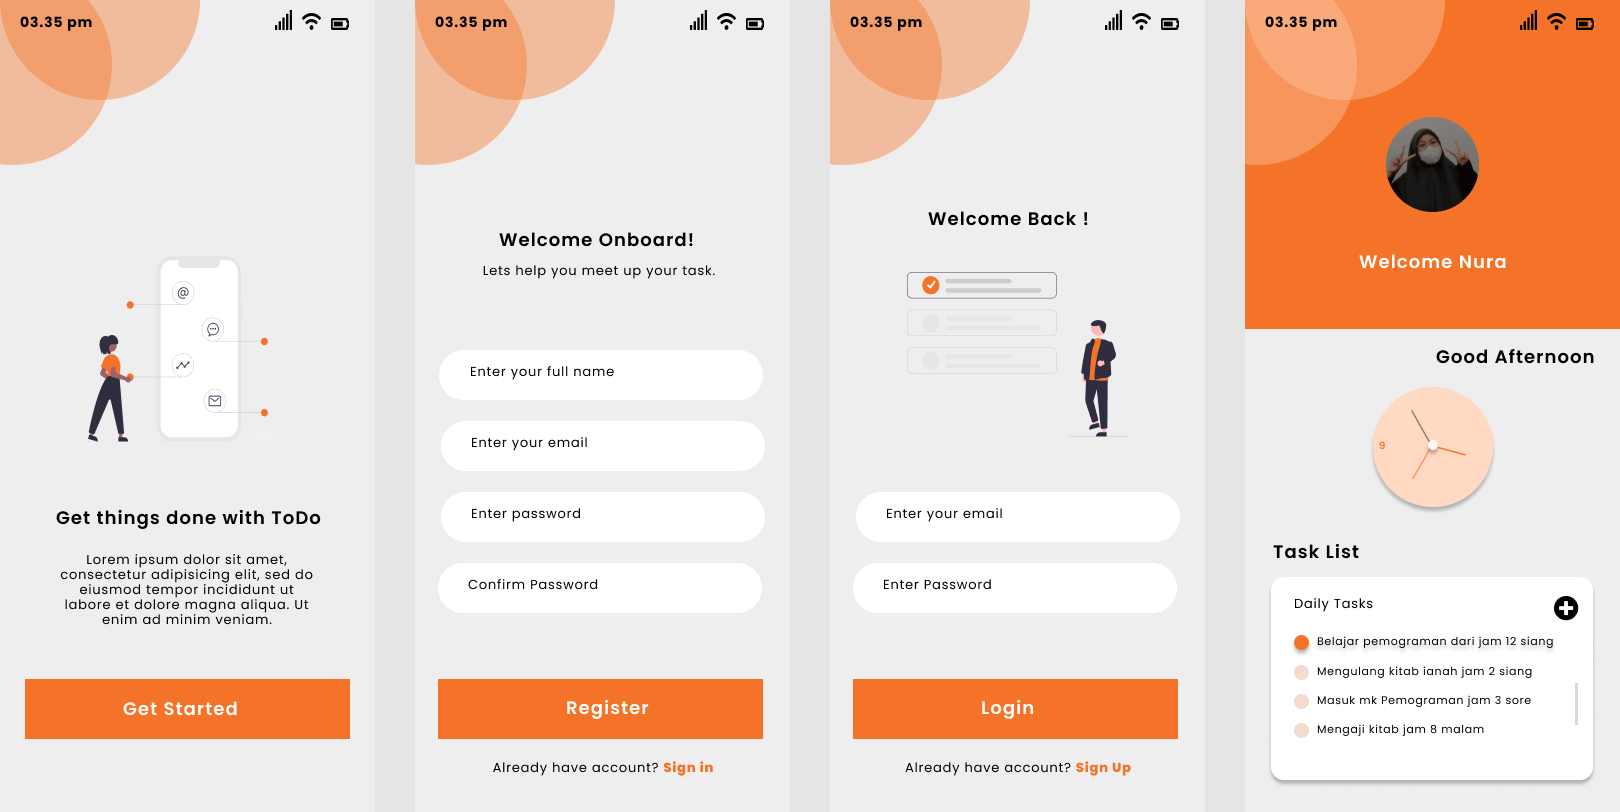 03.35 pm
@
Get things done with ToDo
Lorem ipsum dolor sit amet,
consectetur adipisicing elit, sed do
eiusmod tempor incididunt ut
labore et dolore magna aliqua. Ut
enim ad minim veniam.
Get Started
03.35 pm
Welcome Onboard!
Lets help you meet up your task.
Enter your full name
Enter your email
Enter password
Confirm Password
Register
Already have account? Sign in
03.35 pm
Welcome Back !
Enter your email
Enter Password
Login
Already have account? Sign Up
03.35 pm
Welcome Nura
Good Afternoon
9
Task List
Daily Tasks
Belajar pemograman dari jam 12 siang
Mengulang kitab ianah jam 2 siang
Masuk mk Pemograman jam 3 sore
Mengaji kitab jam 8 malam